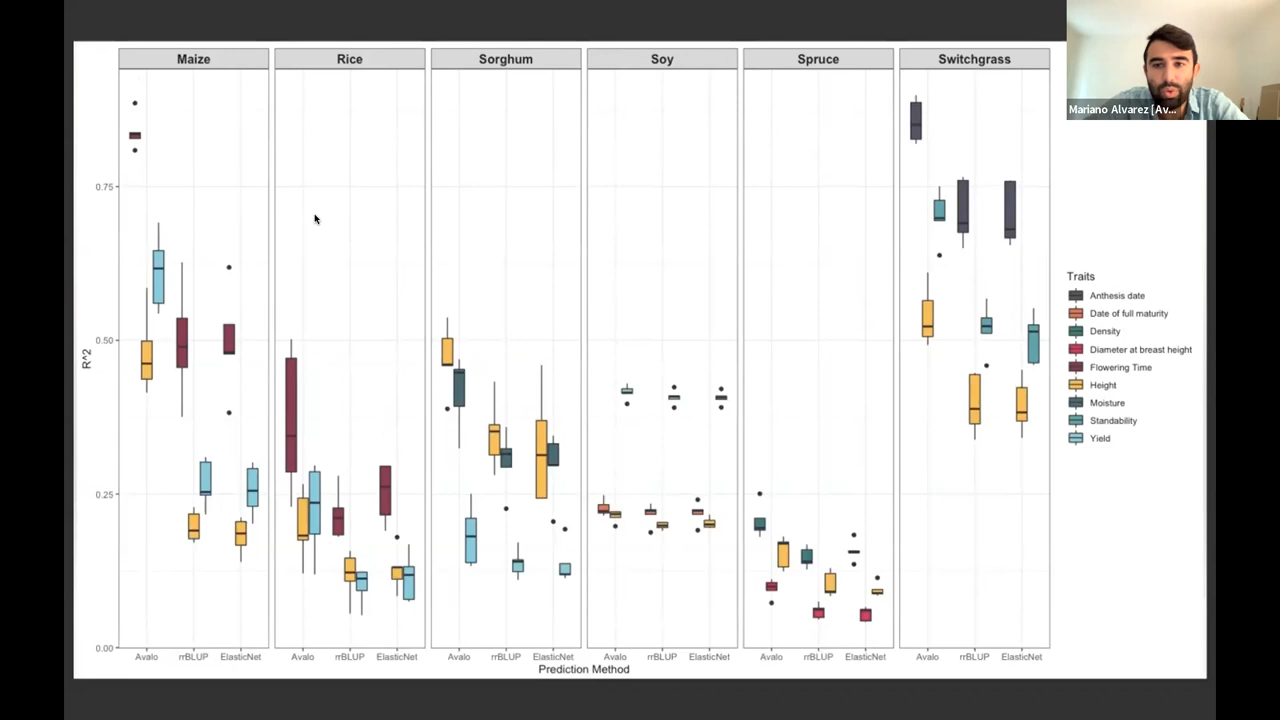 Maize Rice Sorghum Soy Spruce Switchgrass
Mariano Alvarez [Av...
0.75
0.50
0.25
0.00
R^2
Avalo rrBLUP ElasticNet Avalo rrBLUP ElasticNet Avalo rrBLUP ElasticNet Avalo rrBLUP ElasticNet Avalo rrBLUP ElasticNet Avalo rrBLUP ElasticNet
Prediction Method
Traits
Anthesis date
Date of full maturity
Density
Diameter at breast height
Flowering Time
Height
Moisture
Standability
Yield